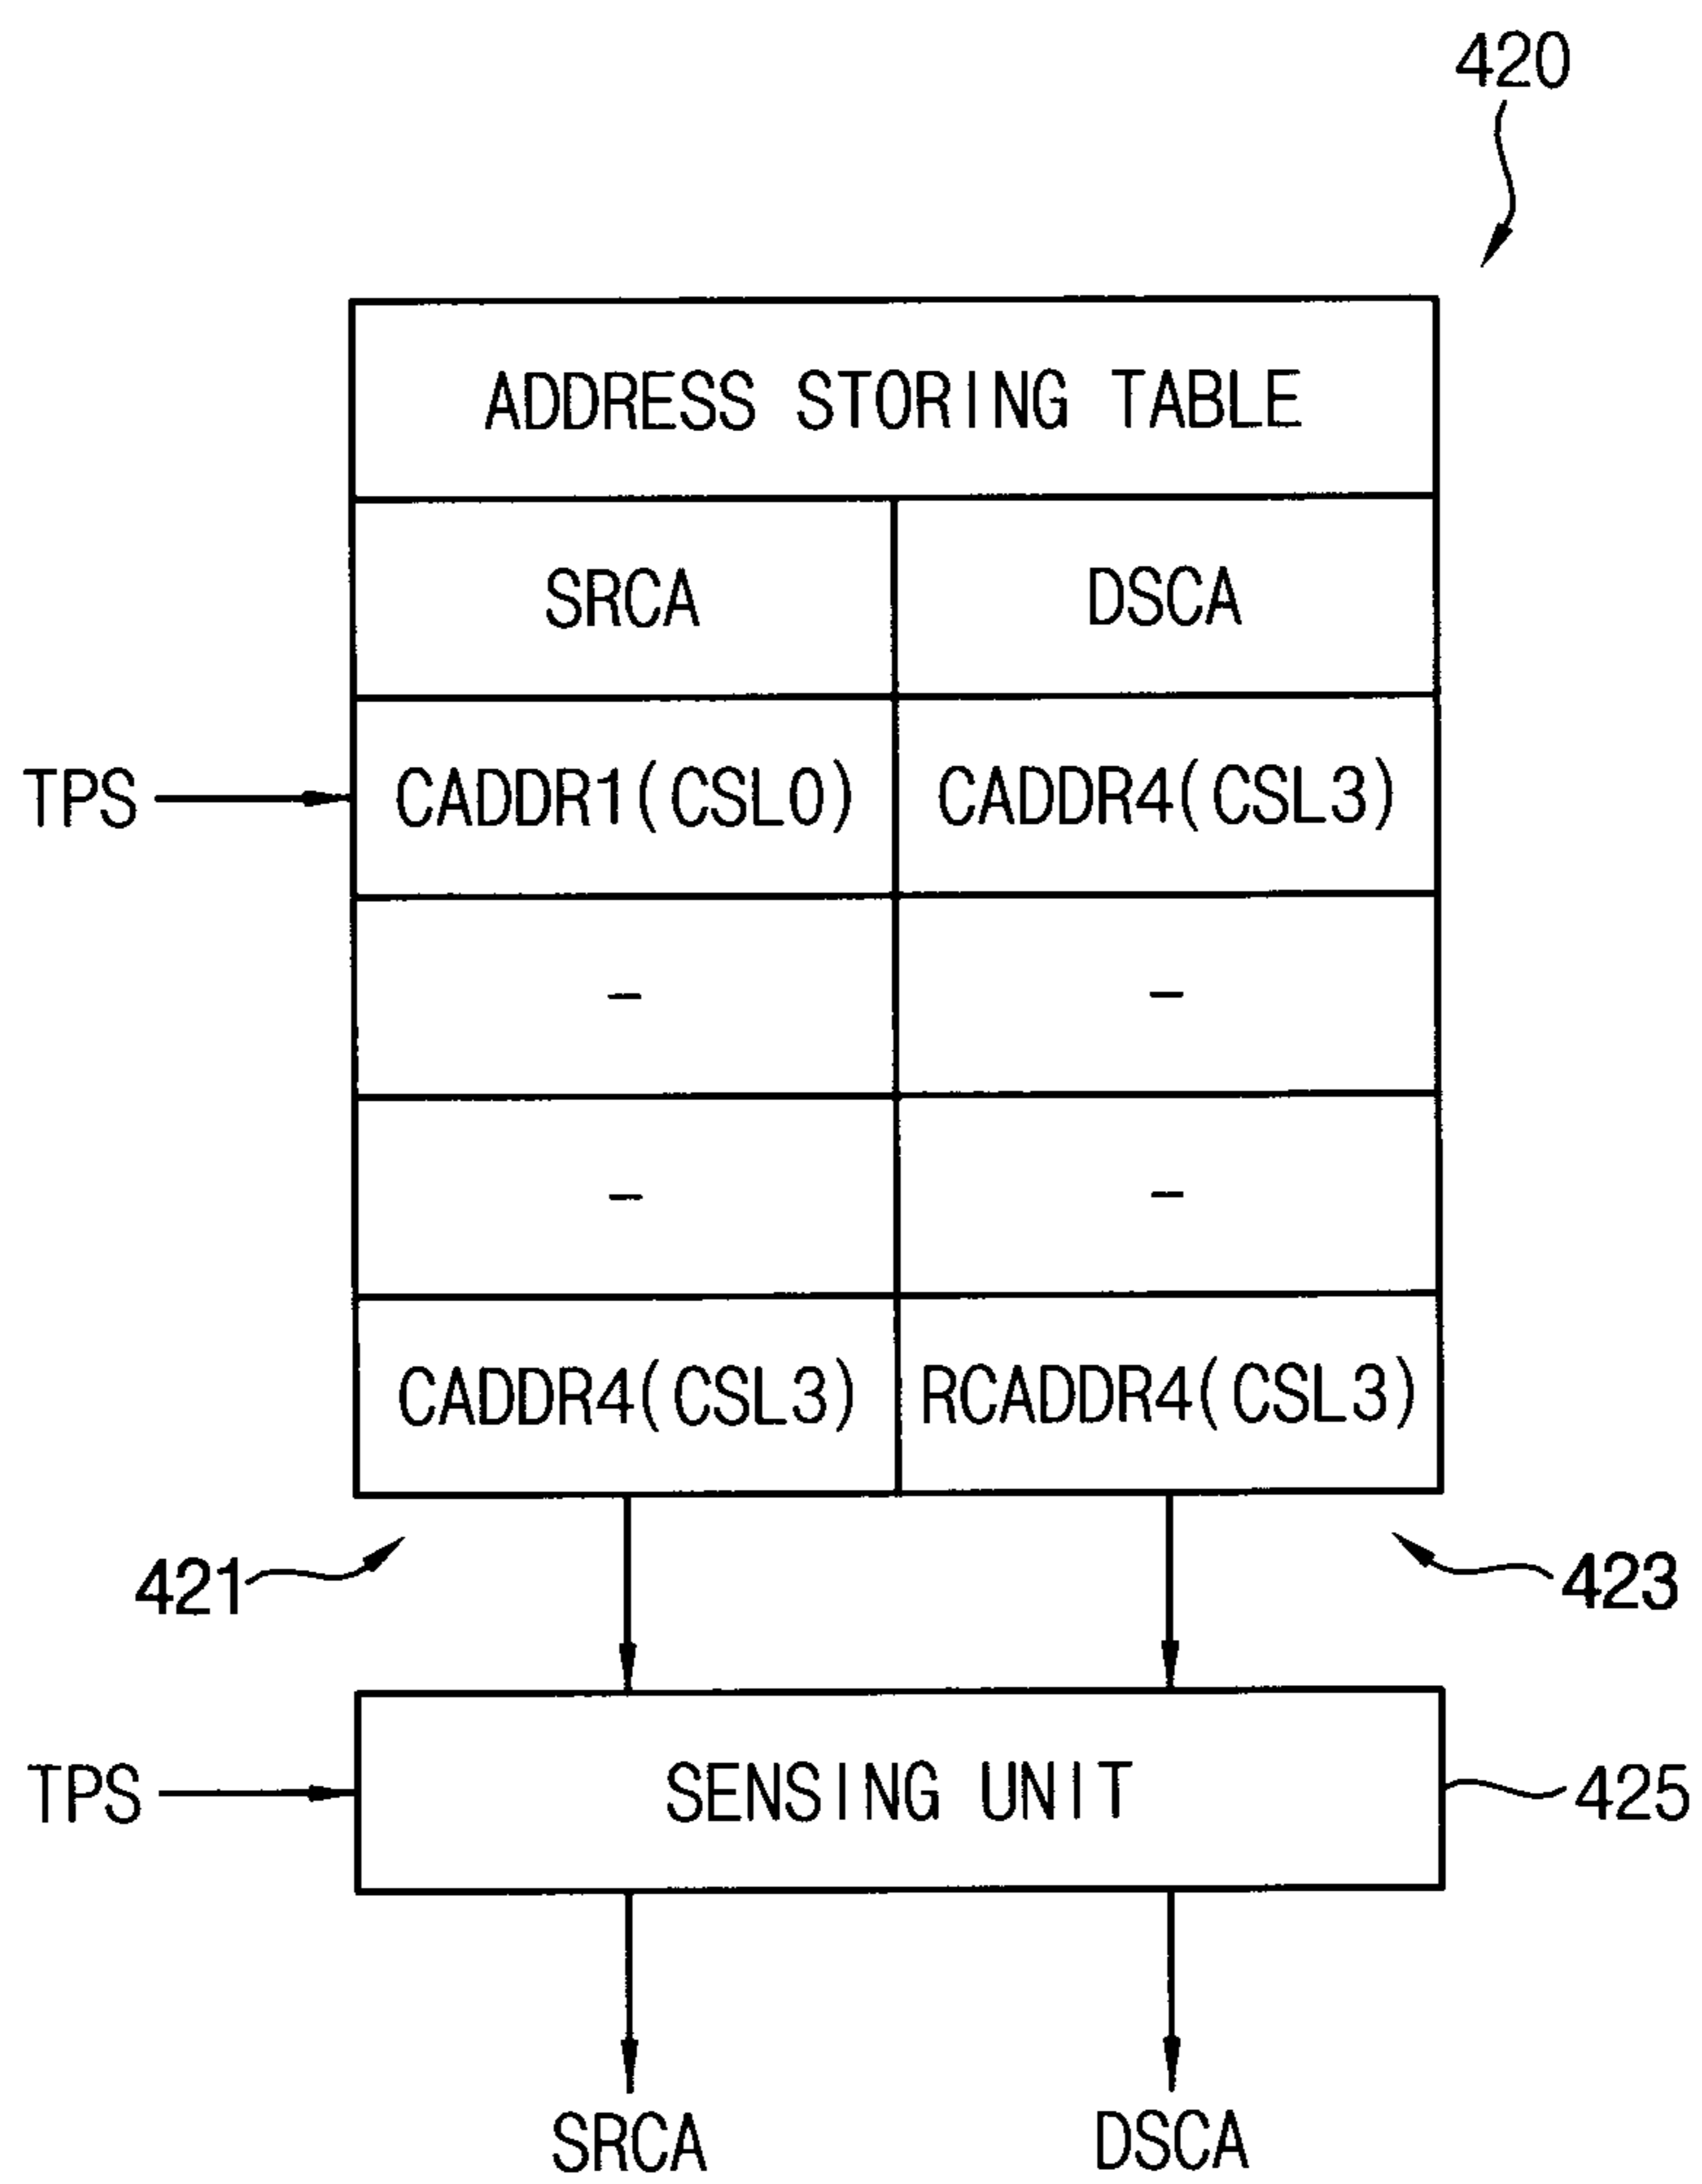 420
ADDRESS STORING TABLE
SRCA DSCA
TPS CADDR1(CSL0) CADDR4(CSL3)
- -
- -
CADDR4(CSL3) RCADDR4(CSL3)
421 423
TPS SENSING UNIT 425
SRCA DSCA